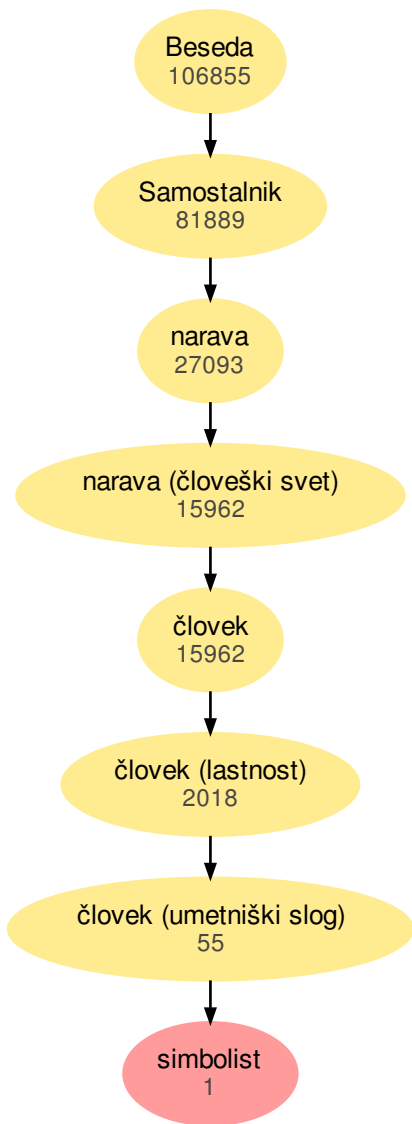 Beseda
106855
Samostalnik
81889
narava
27093
narava (človeški svet)
15962
človek
15962
človek (lastnost)
2018
človek (umetniški slog)
55
simbolist
1